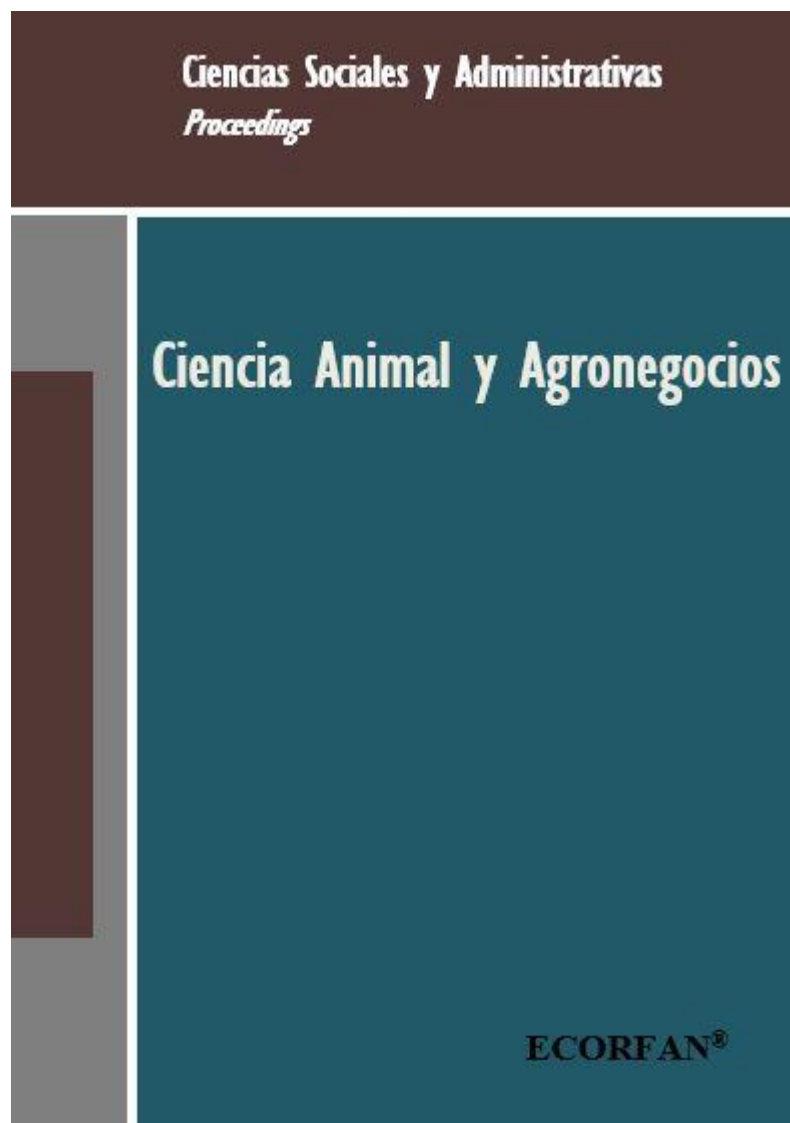 Ciencias Sociales y Administrativas
Proceedings
Ciencia Animal y Agronegocios
ECORFAN®